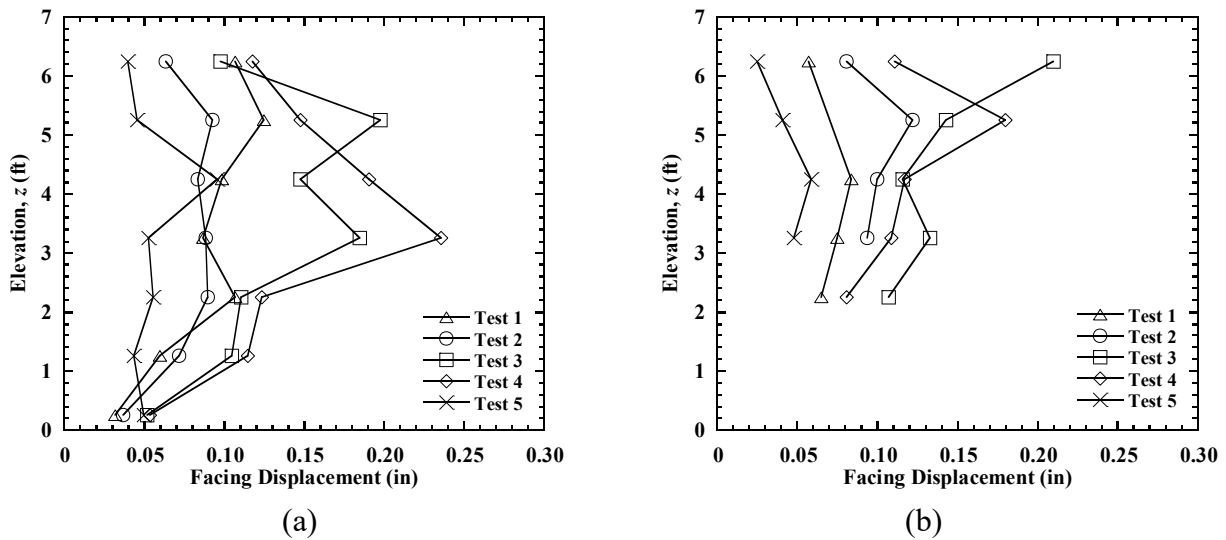 7
6
5
4
3
2
1
0
Elevation, z (ft)
0 0.05 0.10 0.15 0.20 0.25 0.30
Facing Displacement (in)
Test 1
Test 2
Test 3
Test 4
Test 5
(a)
7
6
5
4
3
2
1
0
Elevation, z (ft)
0 0.05 0.10 0.15 0.20 0.25 0.30
Facing Displacement (in)
Test 1
Test 2
Test 3
Test 4
Test 5
(b)